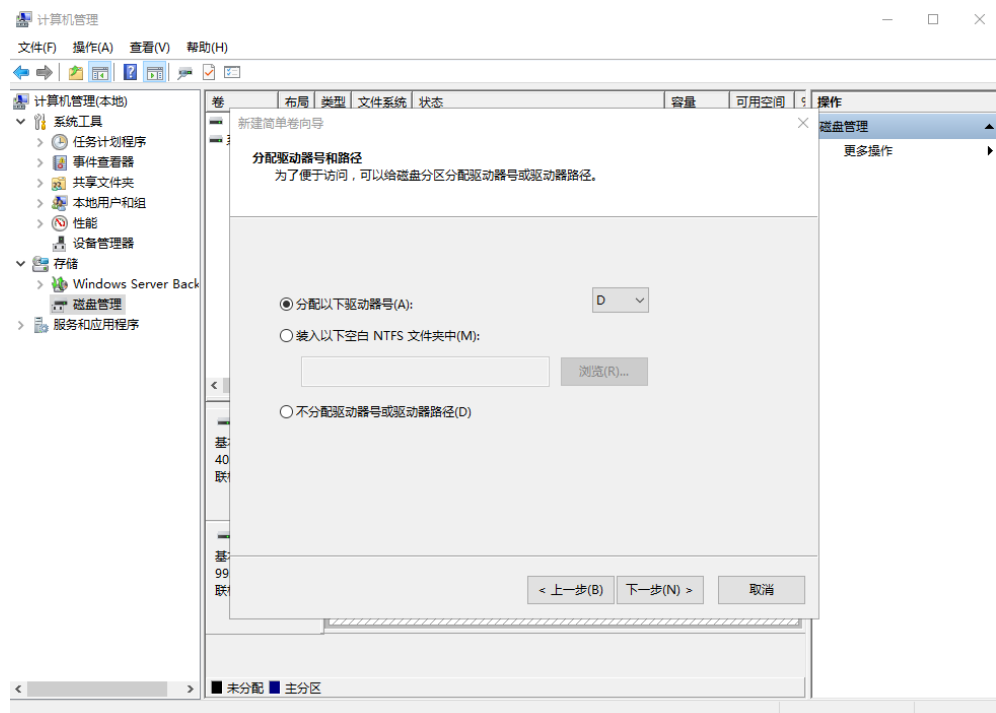 计算机管理
文件(F) 操作(A) 查看(V) 帮助(H)
计算机管理(本地)
系统工具
任务计划程序
事件查看器
共享文件夹
本地用户和组
性能
设备管理器
存储
Windows Server Back
磁盘管理
服务和应用程序
卷 布局 类型 文件系统 状态 容量 可用空间
新建简单卷向导
分配驱动器号和路径
为了便于访问，可以给磁盘分区分配驱动器号或驱动器路径。
分配以下驱动器号(A): D
装入以下空白 NTFS 文件夹中(M):
浏览(R)...
不分配驱动器号或驱动器路径(D)
基
40
联
基
99
联
< 上一步(B) 下一步(N) > 取消
未分配 主分区
操作
磁盘管理
更多操作